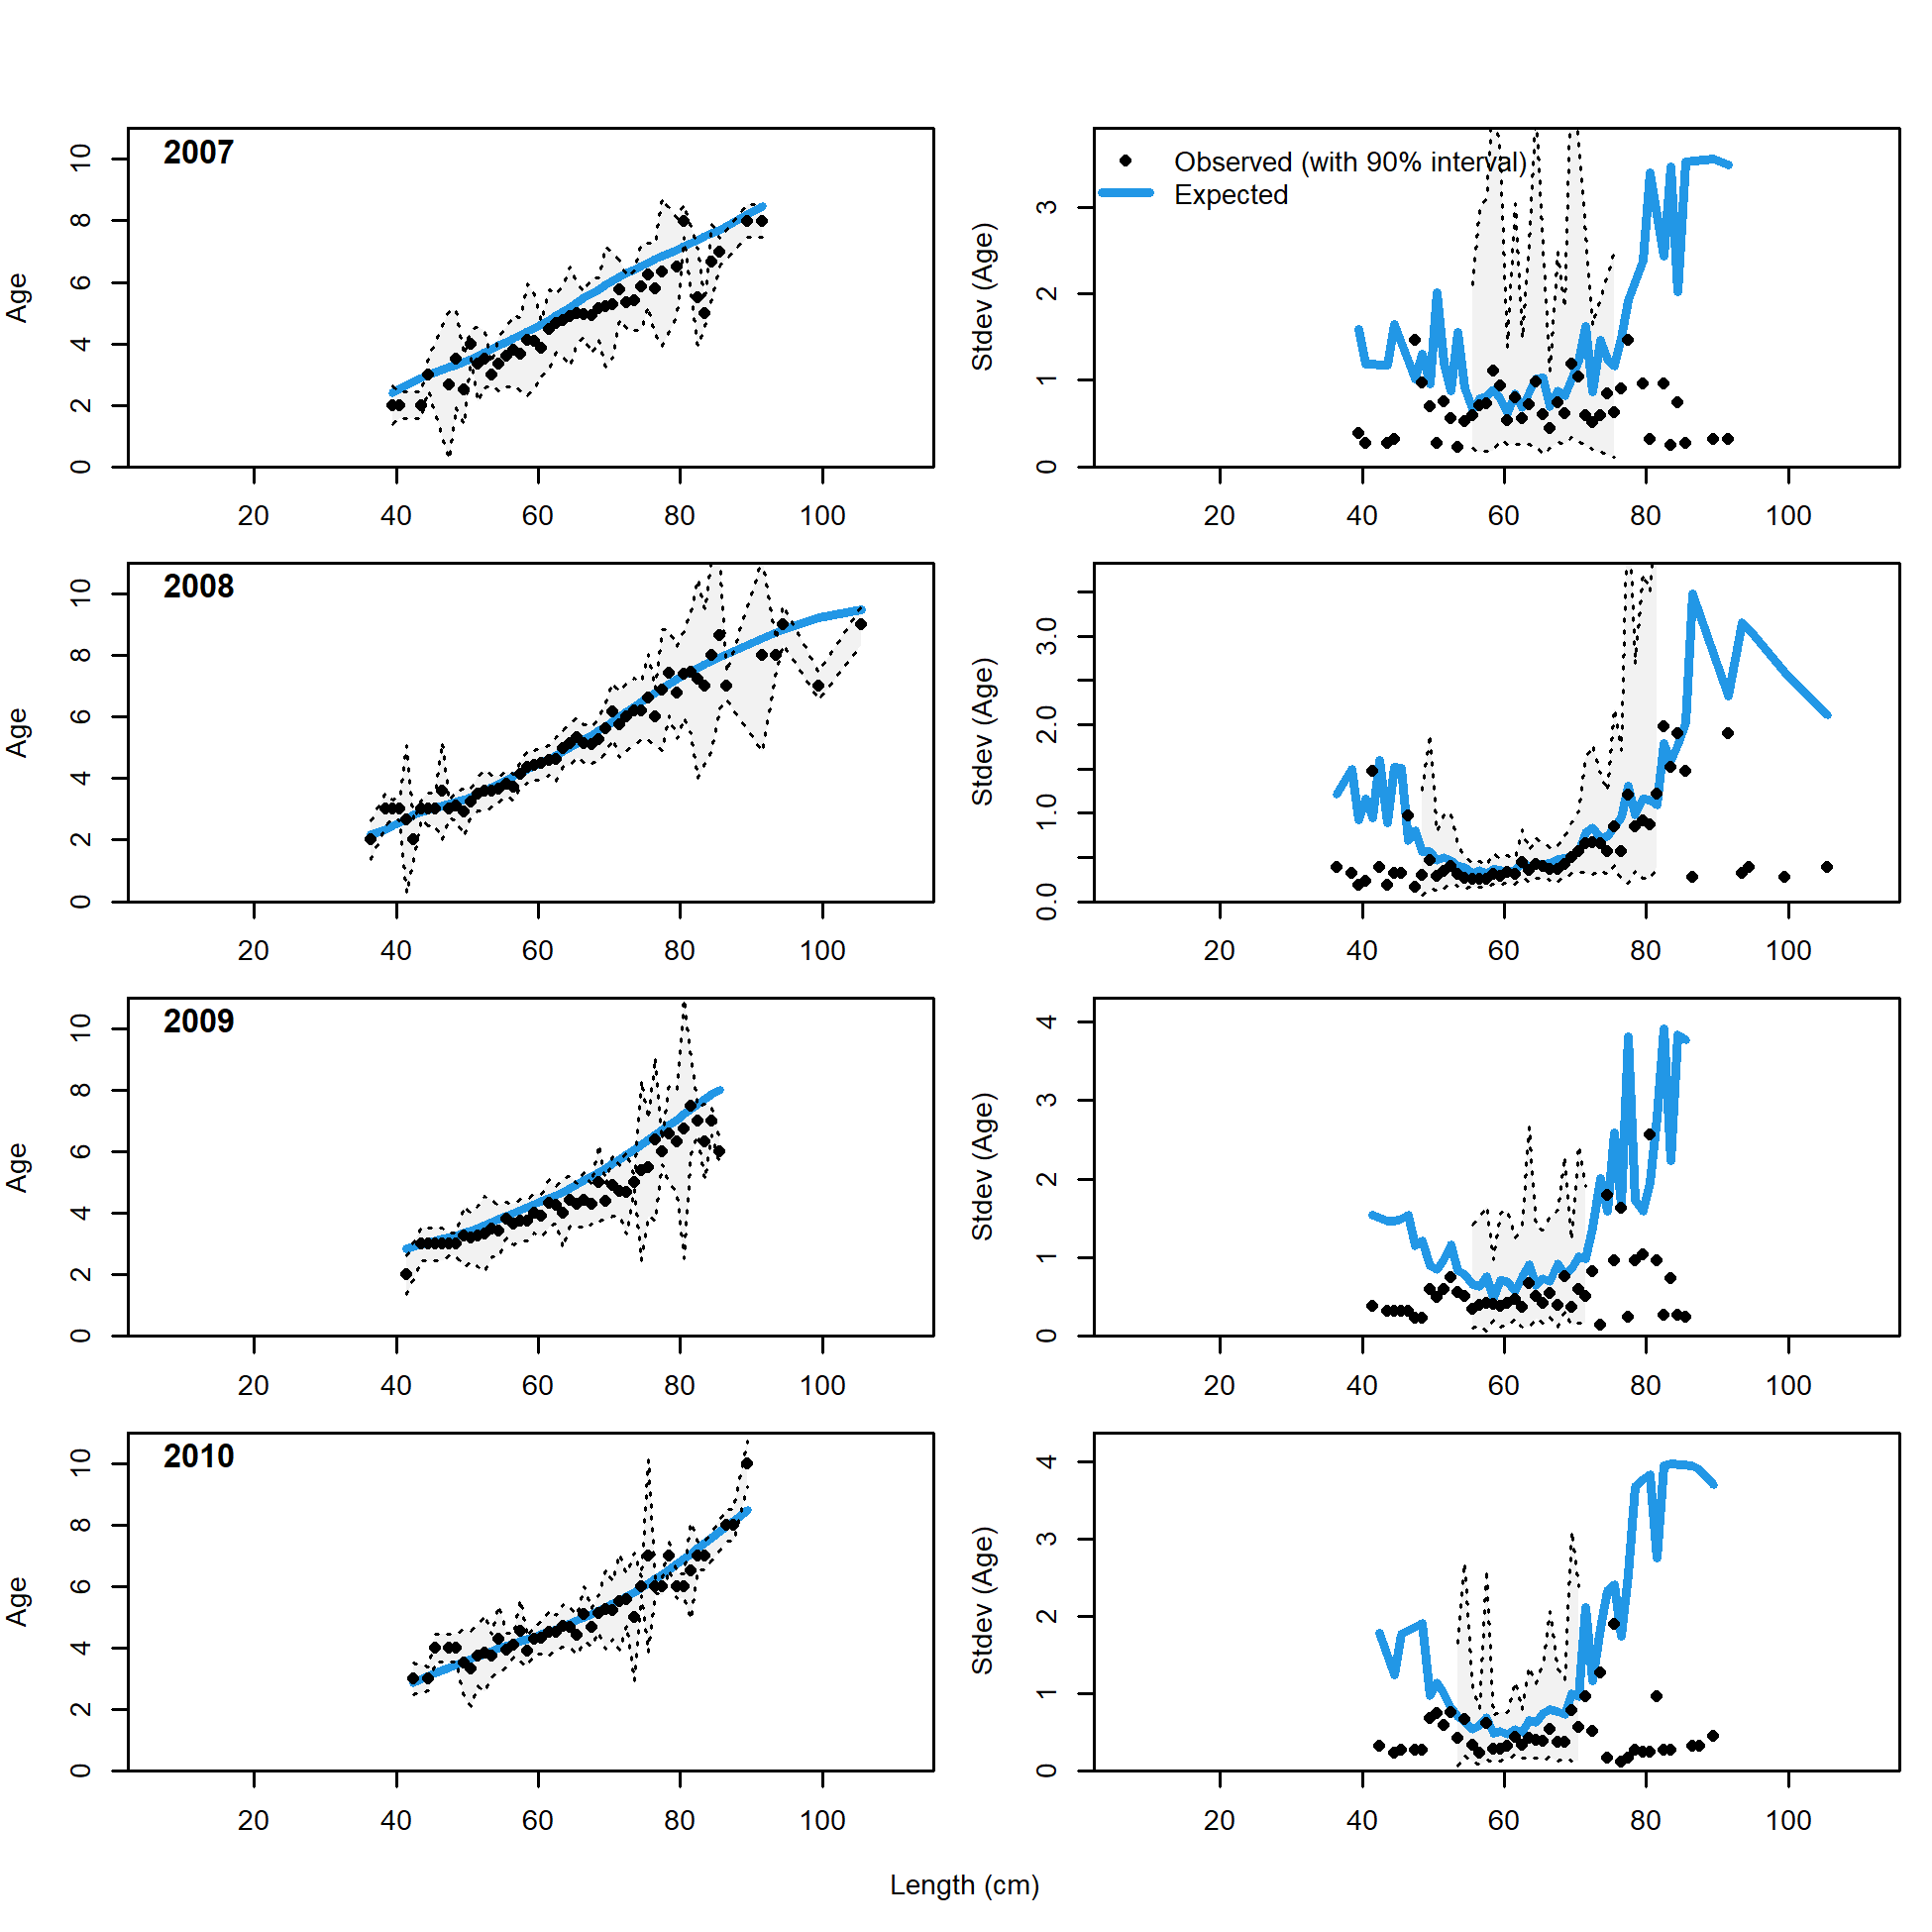 2007
Age
0 2 4 6 8 10
20 40 60 80 100
Observed (with 90% interval)
Expected
Stdev (Age)
0 1 2 3
20 40 60 80 100
2008
Age
0 2 4 6 8 10
20 40 60 80 100
Stdev (Age)
0.0 1.0 2.0 3.0
20 40 60 80 100
2009
Age
0 2 4 6 8 10
20 40 60 80 100
Stdev (Age)
0 1 2 3 4
20 40 60 80 100
2010
Age
0 2 4 6 8 10
20 40 60 80 100
Stdev (Age)
0 1 2 3 4
20 40 60 80 100
Length (cm)